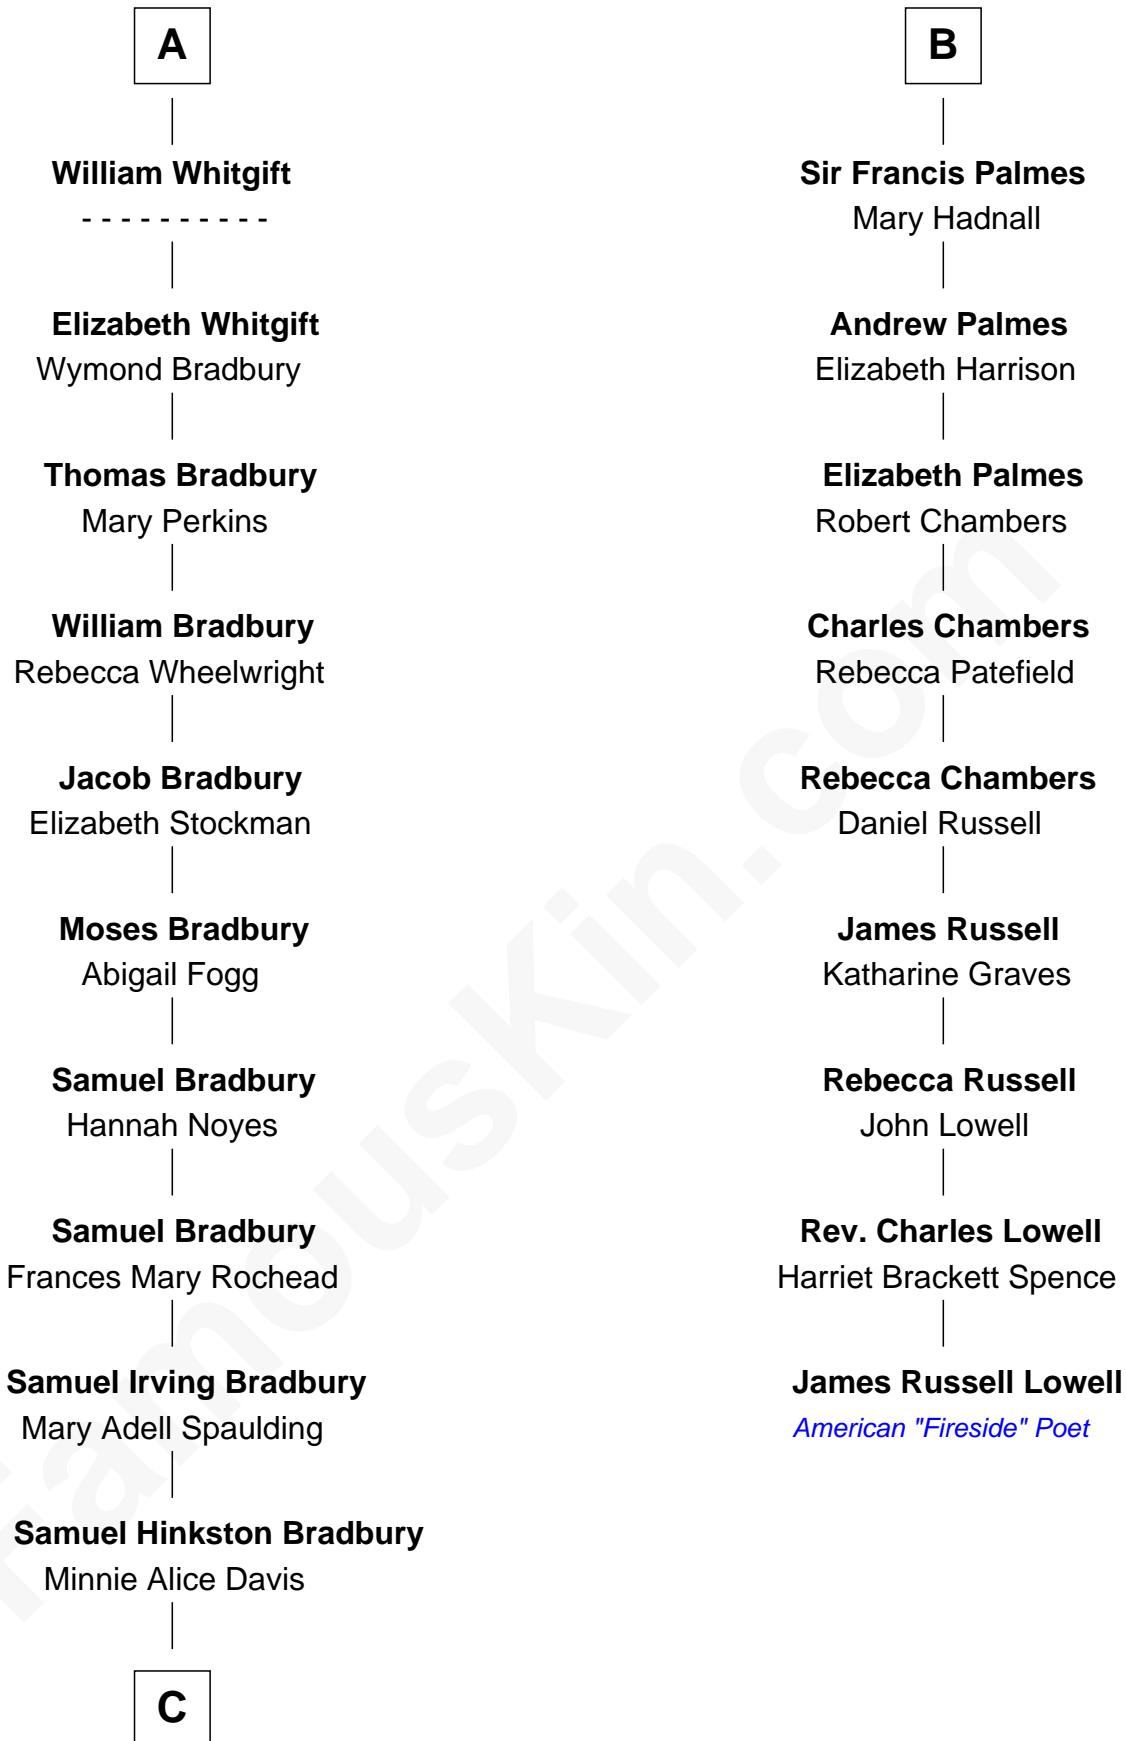 A
William Whitgift
- - - - - - - - - -
Elizabeth Whitgift
Wymond Bradbury
Thomas Bradbury
Mary Perkins
William Bradbury
Rebecca Wheelwright
Jacob Bradbury
Elizabeth Stockman
Moses Bradbury
Abigail Fogg
Samuel Bradbury
Hannah Noyes
Samuel Bradbury
Frances Mary Rochead
Samuel Irving Bradbury
Mary Adell Spaulding
Samuel Hinkston Bradbury
Minnie Alice Davis
C
B
Sir Francis Palmes
Mary Hadnall
Andrew Palmes
Elizabeth Harrison
Elizabeth Palmes
Robert Chambers
Charles Chambers
Rebecca Patefield
Rebecca Chambers
Daniel Russell
James Russell
Katharine Graves
Rebecca Russell
John Lowell
Rev. Charles Lowell
Harriet Brackett Spence
James Russell Lowell
American "Fireside" Poet
FamousKin.com